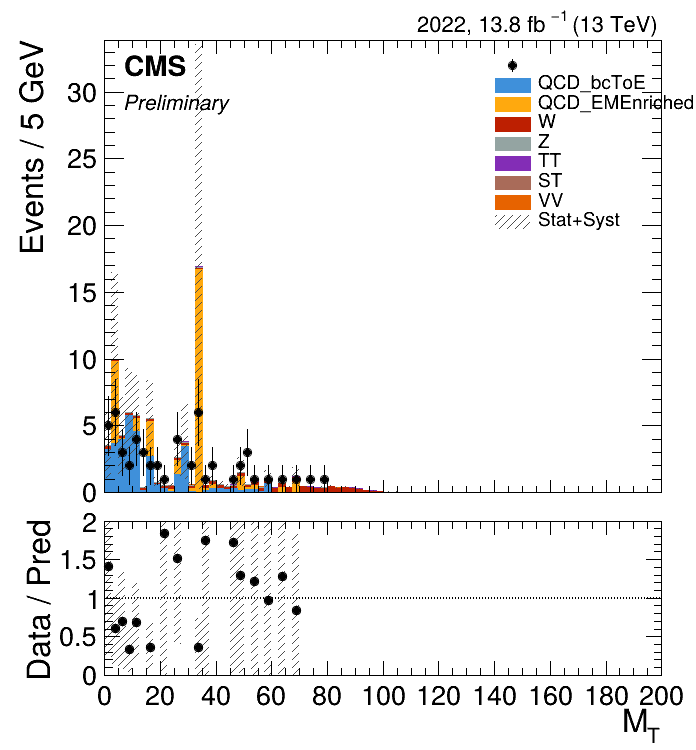 2022, 13.8 fb⁻¹ (13 TeV)
CMS
Preliminary
Events / 5 GeV
30
25
20
15
10
5
0
QCD_bcToE
QCD_EMEnriched
W
Z
TT
ST
VV
Stat+Syst
Data / Pred
2
1.5
1
0.5
0
0 20 40 60 80 100 120 140 160 180 200
M_T